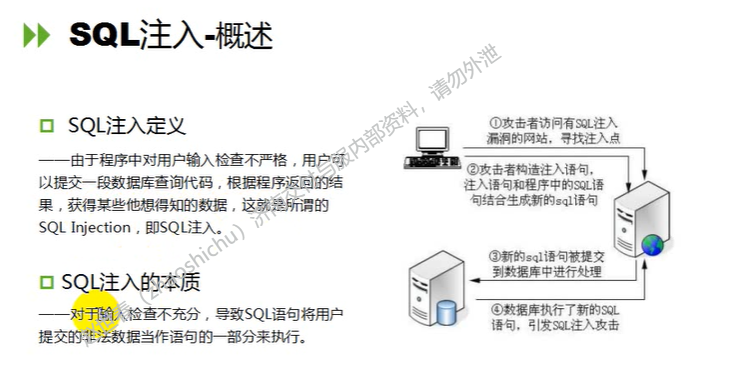 SQL注入-概述
SQL注入定义
——由于程序中对用户输入检查不严格，用户可
以提交一段数据库查询代码，根据程序返回的结
果，获得某些他想得知的数据，这就是所谓的
SQL Injection，即SQL注入。
SQL注入的本质
——对于输入检查不充分，导致SQL语句将用户
提交的非法数据当作语句的一部分来执行。
①攻击者访问有SQL注入
漏洞的网站，寻找注入点
②攻击者构造注入语句，
注入语句和程序中的SQL语
句结合生成新的sql语句
③新的sql语句被提交
到数据库中进行处理
④数据库执行了新的SQL
语句，引发SQL注入攻击
(zhaoshichu) 内部资料，请勿外泄